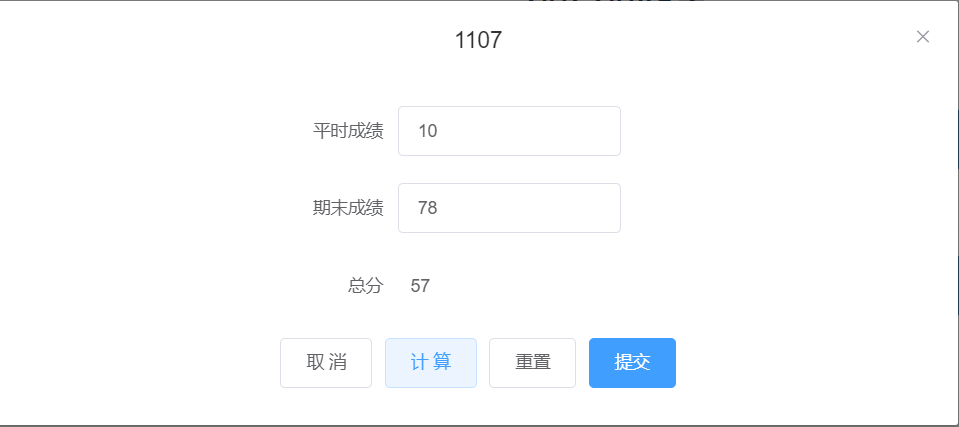 1107
平时成绩 10
期末成绩 78
总分 57
取 消 计 算 重置 提交